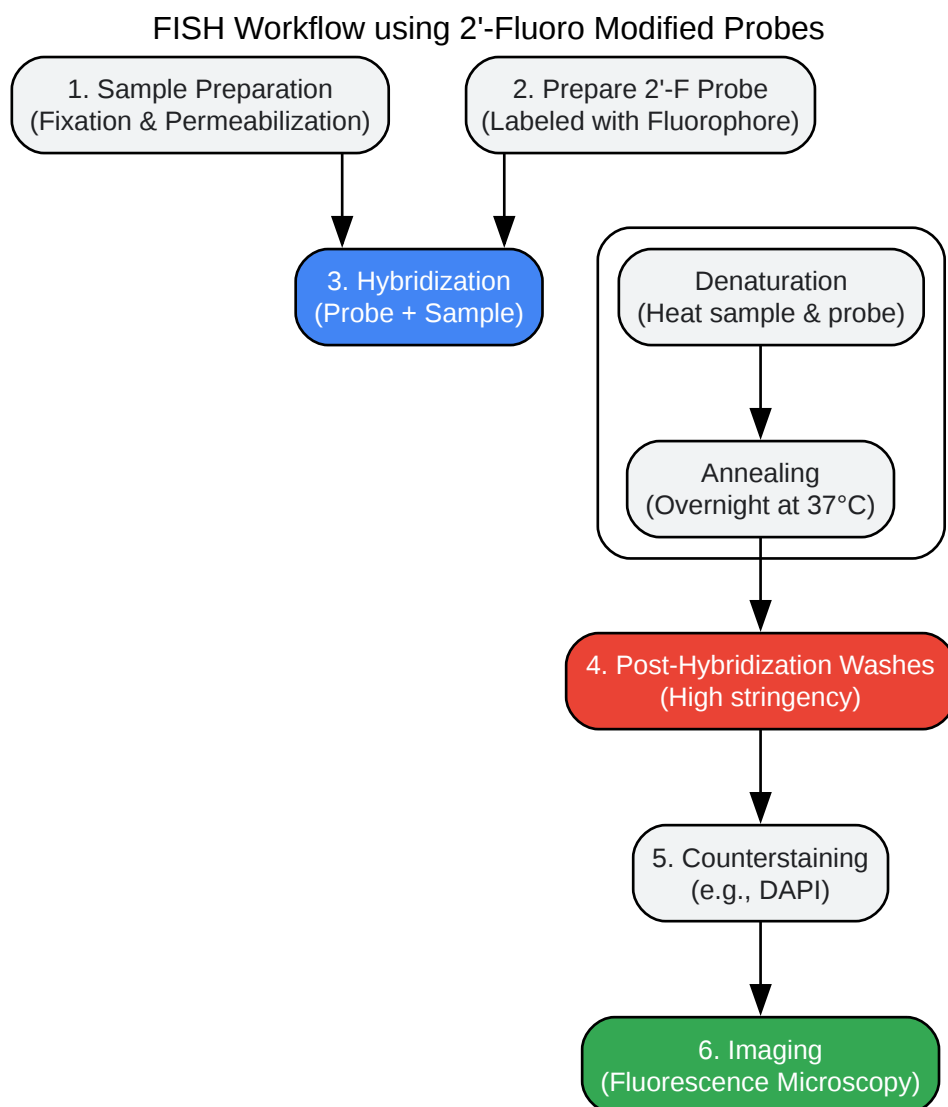 FISH Workflow using 2'-Fluoro Modified Probes
1. Sample Preparation
(Fixation & Permeabilization)
2. Prepare 2'-F Probe
(Labeled with Fluorophore)
3. Hybridization
(Probe + Sample)
Denaturation
(Heat sample & probe)
Annealing
(Overnight at 37°C)
4. Post-Hybridization Washes
(High stringency)
5. Counterstaining
(e.g., DAPI)
6. Imaging
(Fluorescence Microscopy)